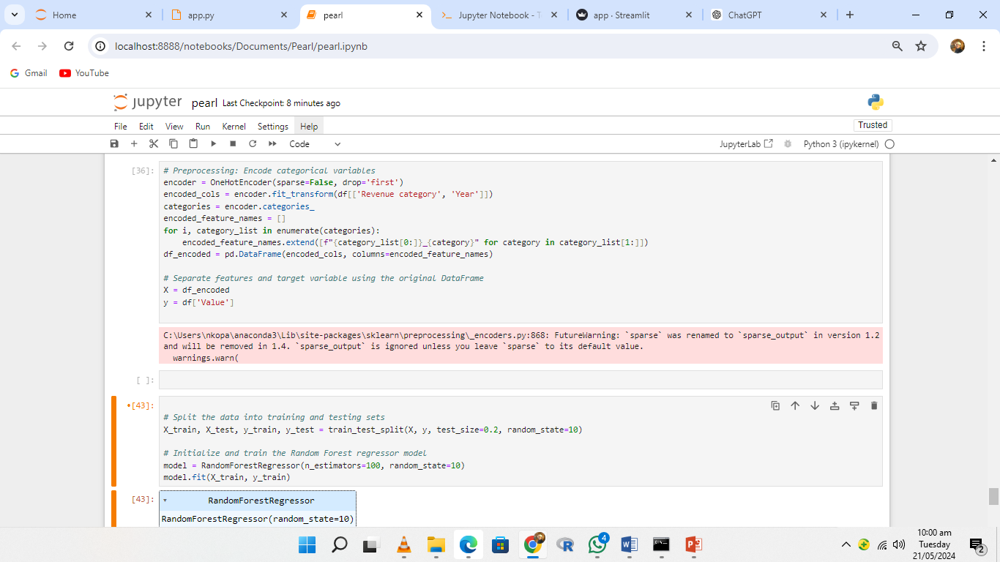 Home
app.py
pearl
Jupyter Notebook - T
app · Streamlit
ChatGPT
localhost:8888/notebooks/Documents/Pearl/pearl.ipynb
Gmail
YouTube
jupyter pearl Last Checkpoint: 8 minutes ago
File Edit View Run Kernel Settings Help
Trusted
Code
JupyterLab
Python 3 (ipykernel)
[36]:
# Preprocessing: Encode categorical variables
encoder = OneHotEncoder(sparse=False, drop='first')
encoded_cols = encoder.fit_transform(df[['Revenue category', 'Year']])
categories = encoder.categories_
encoded_feature_names = []
for i, category_list in enumerate(categories):
    encoded_feature_names.extend([f"{category_list[0:]}_{category}" for category in category_list[1:]])
df_encoded = pd.DataFrame(encoded_cols, columns=encoded_feature_names)
# Separate features and target variable using the original DataFrame
X = df_encoded
y = df['Value']
C:\Users\nkopa\anaconda3\Lib\site-packages\sklearn\preprocessing\_encoders.py:868: FutureWarning: `sparse` was renamed to `sparse_output` in version 1.2
and will be removed in 1.4. `sparse_output` is ignored unless you leave `sparse` to its default value.
  warnings.warn(
[ ]:
•[43]:
# Split the data into training and testing sets
X_train, X_test, y_train, y_test = train_test_split(X, y, test_size=0.2, random_state=10)
# Initialize and train the Random Forest regressor model
model = RandomForestRegressor(n_estimators=100, random_state=10)
model.fit(X_train, y_train)
[43]:
RandomForestRegressor
RandomForestRegressor(random_state=10)
4
10:00 am
Tuesday
21/05/2024
2